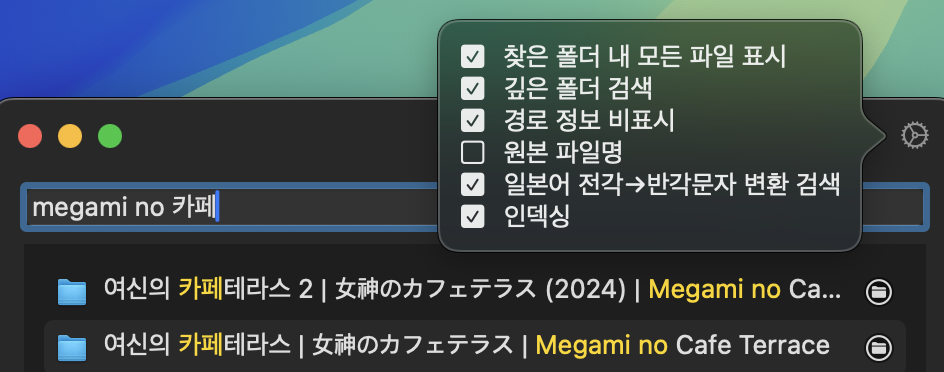 찾은 폴더 내 모든 파일 표시
깊은 폴더 검색
경로 정보 비표시
원본 파일명
일본어 전각→반각문자 변환 검색
인덱싱
megami no 카페
여신의 카페테라스 2 | 女神のカフェテラス (2024) | Megami no Ca...
여신의 카페테라스 | 女神のカフェテラス | Megami no Cafe Terrace